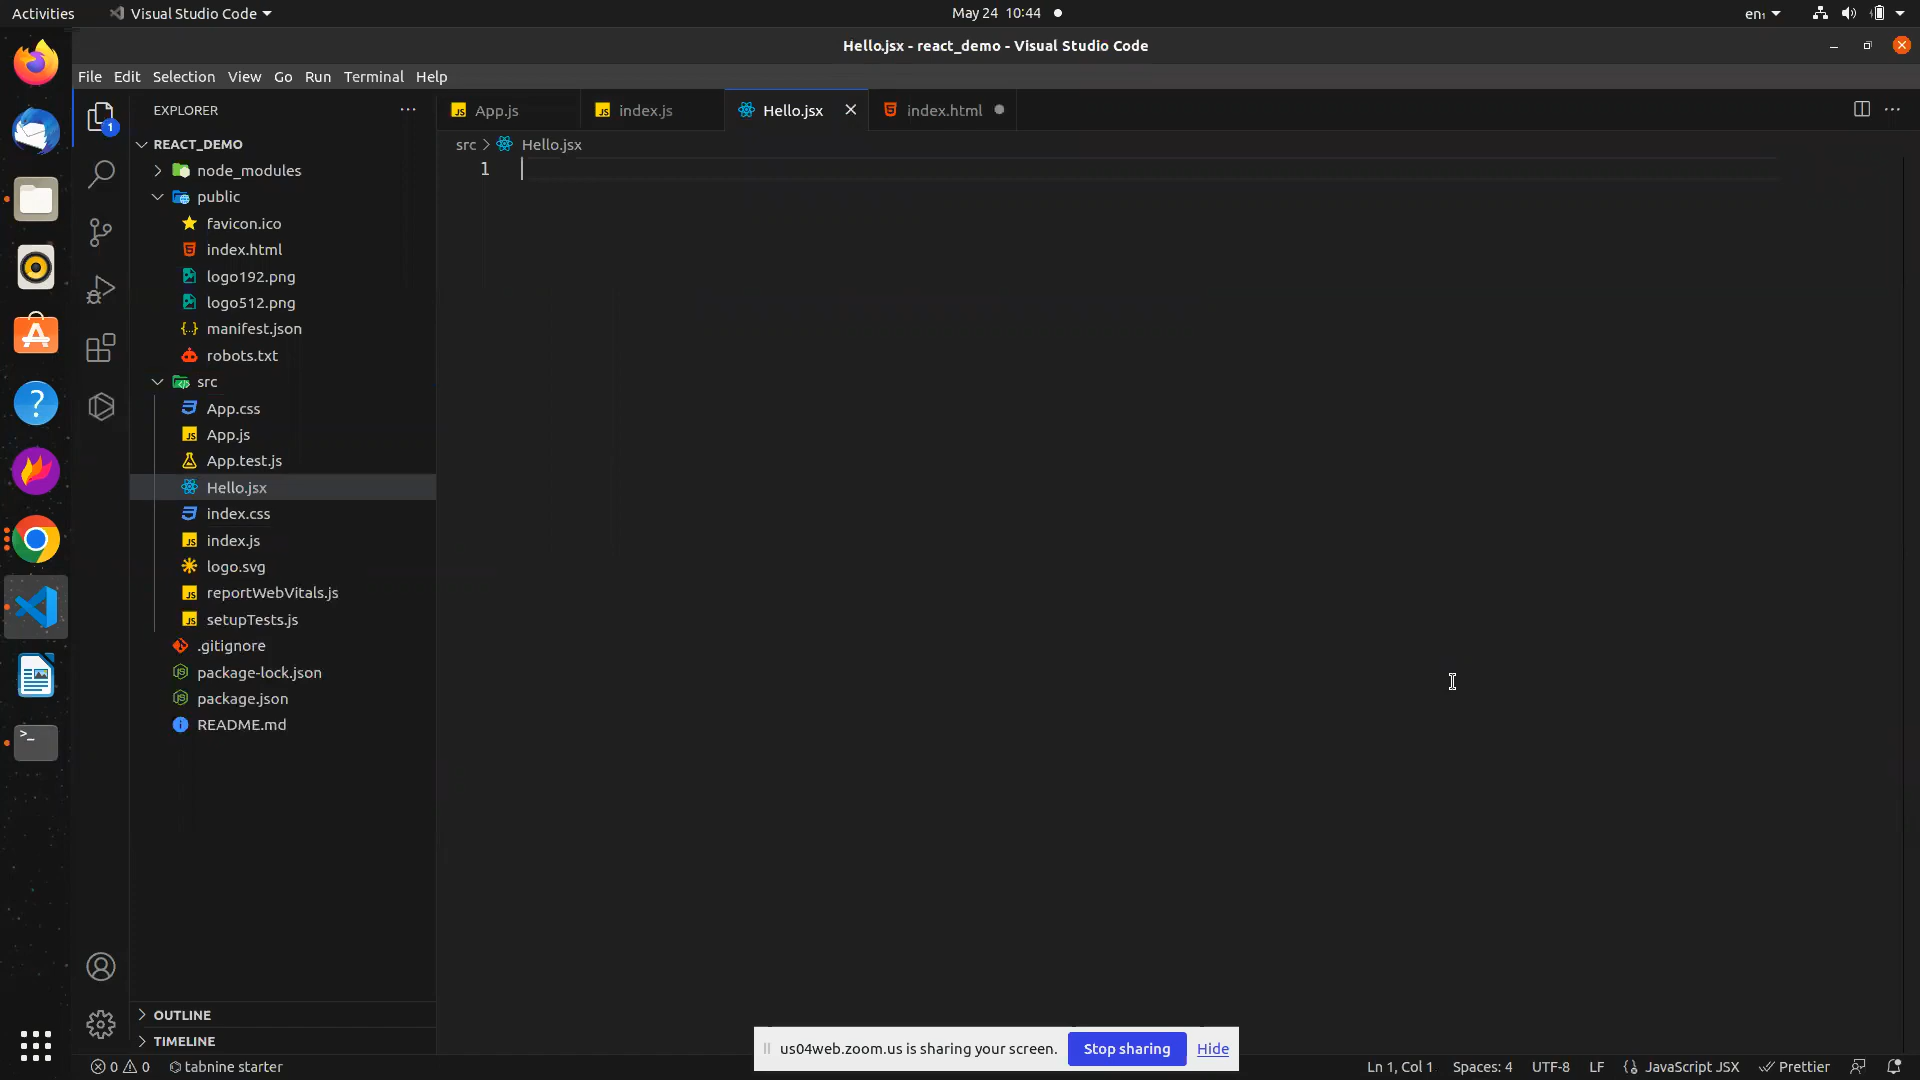 Activities
Visual Studio Code
May 24 10:44
en₁
Hello.jsx - react_demo - Visual Studio Code
File Edit Selection View Go Run Terminal Help
EXPLORER
App.js
index.js
Hello.jsx
index.html
1
src > Hello.jsx
REACT_DEMO
1
node_modules
public
favicon.ico
index.html
logo192.png
logo512.png
manifest.json
robots.txt
src
App.css
App.js
App.test.js
Hello.jsx
index.css
index.js
logo.svg
reportWebVitals.js
setupTests.js
.gitignore
package-lock.json
package.json
README.md
OUTLINE
TIMELINE
us04web.zoom.us is sharing your screen. Stop sharing Hide
0 0 tabnine starter
Ln 1, Col 1 Spaces: 4 UTF-8 LF JavaScript JSX Prettier